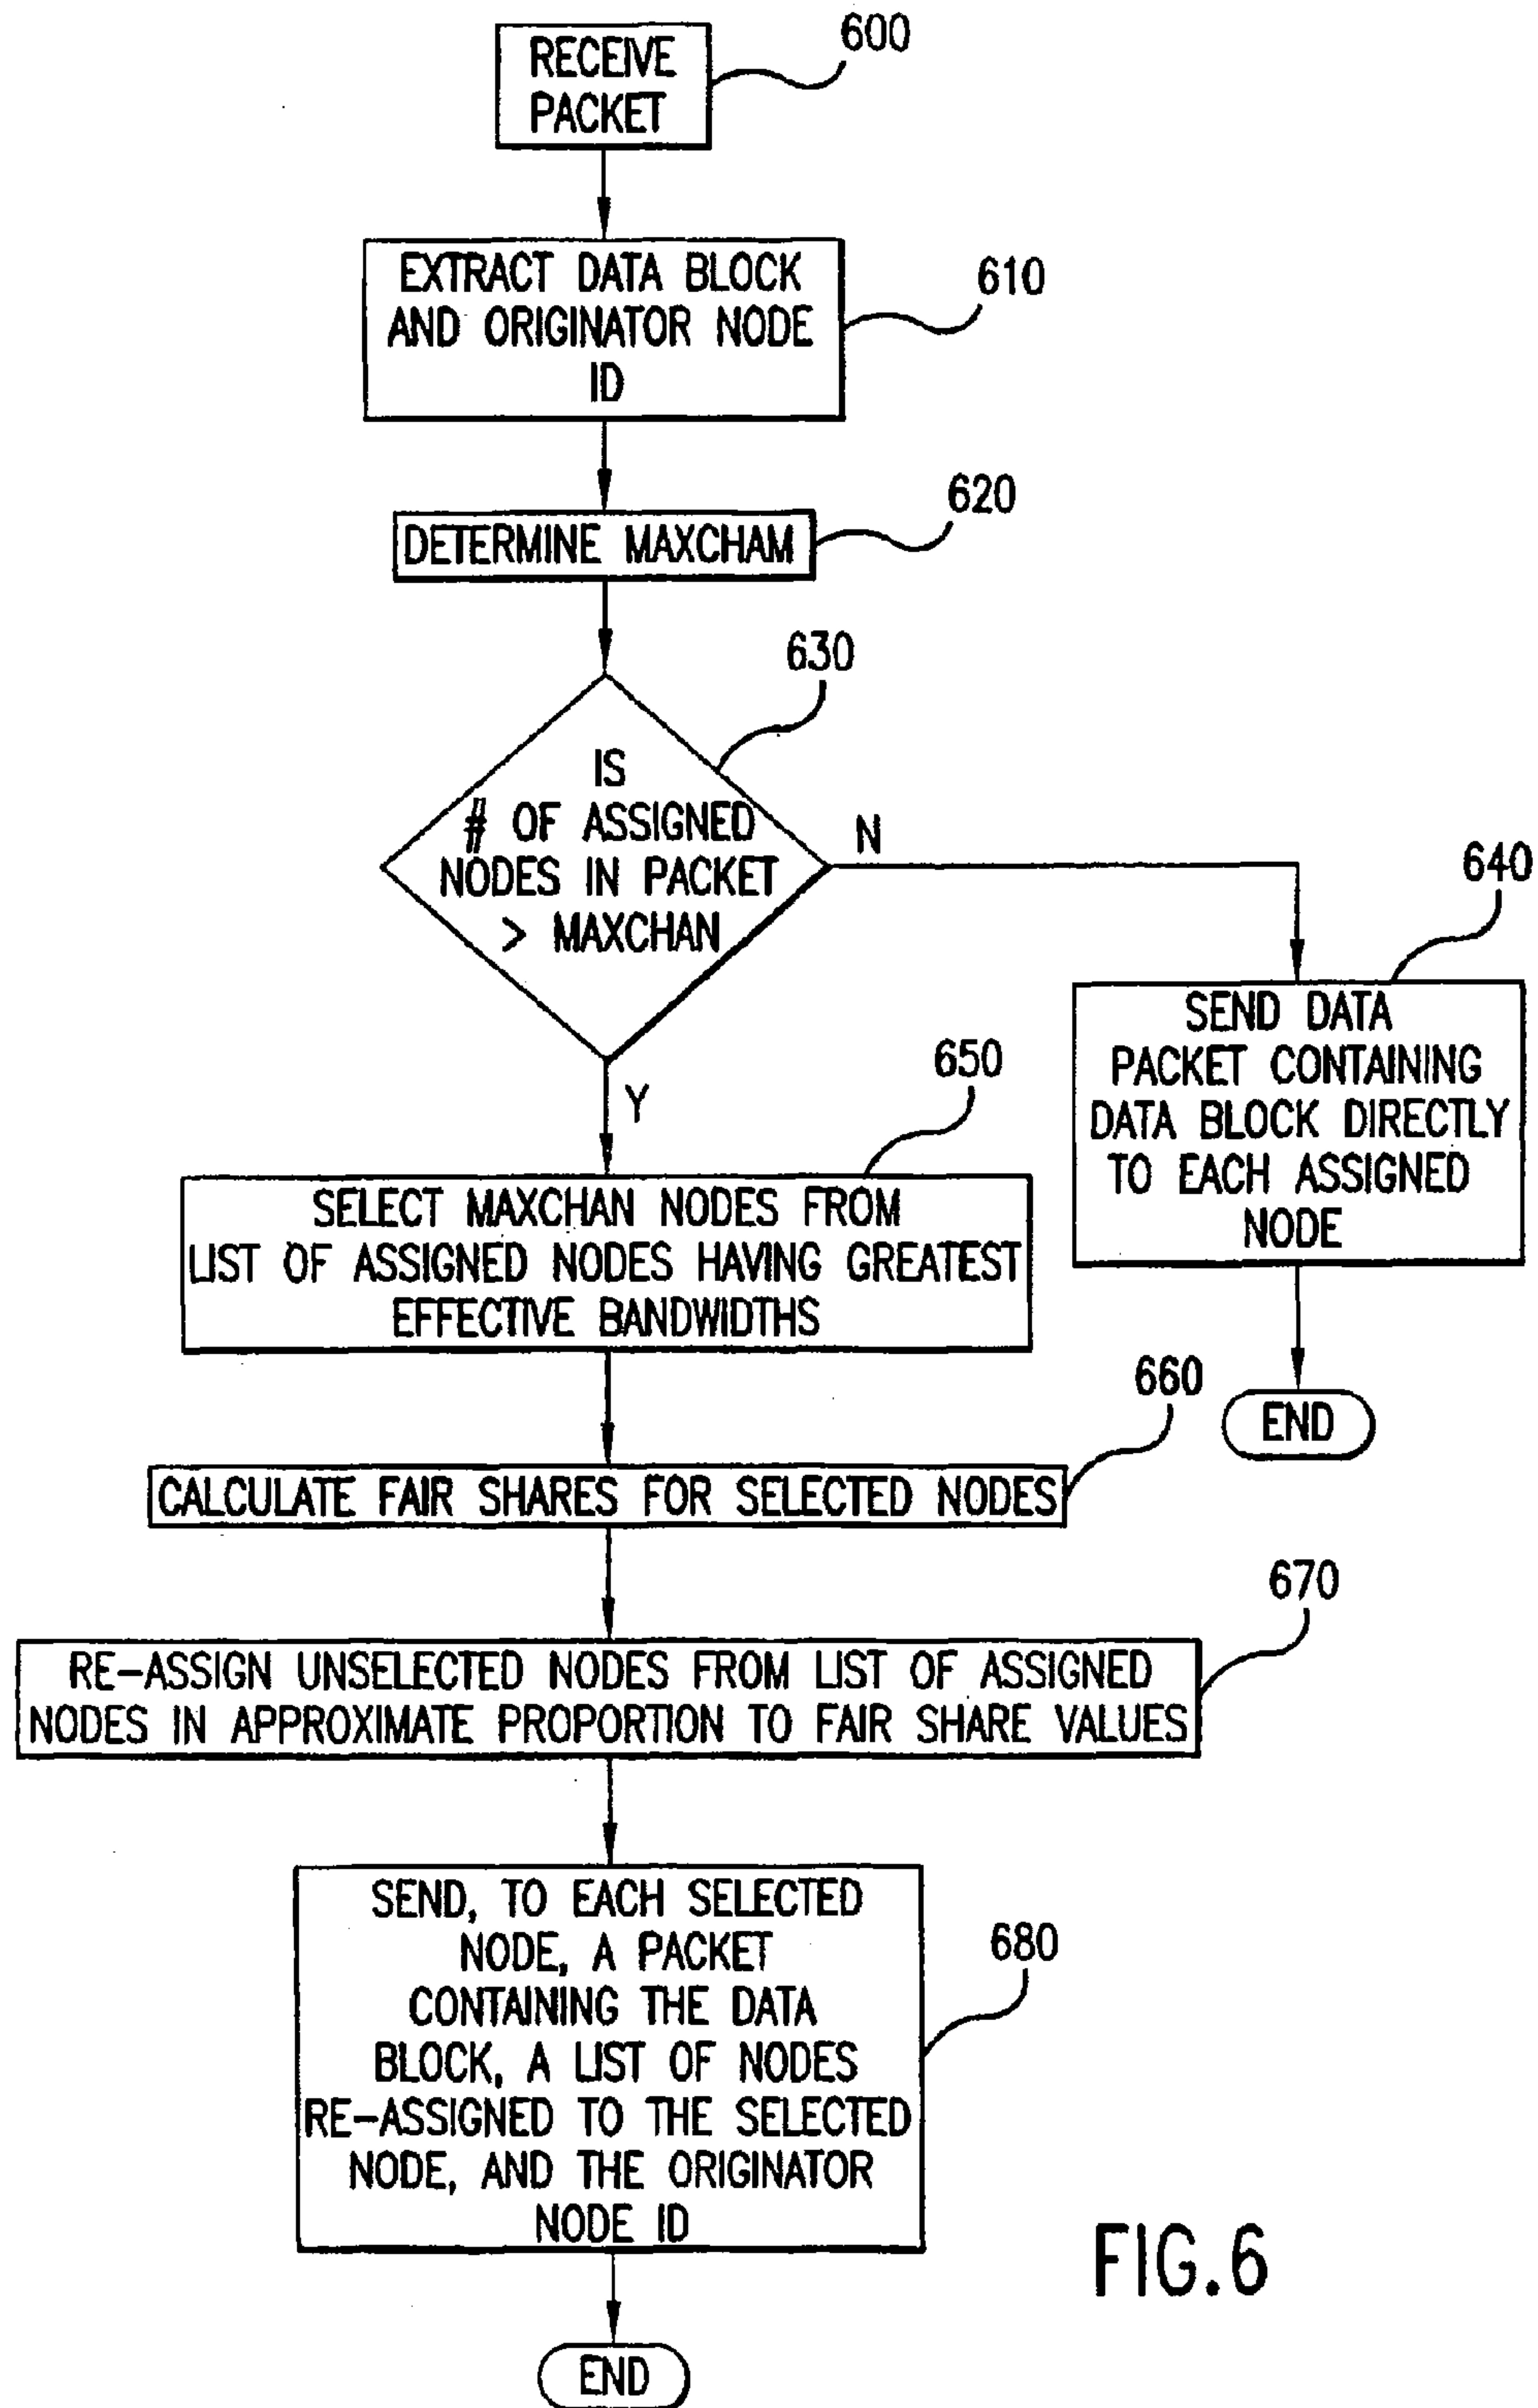 RECEIVE
PACKET
600
EXTRACT DATA BLOCK
AND ORIGINATOR NODE
ID
610
DETERMINE MAXCHAM
620
630
IS
# OF ASSIGNED
NODES IN PACKET
> MAXCHAN
N
Y
640
SEND DATA
PACKET CONTAINING
DATA BLOCK DIRECTLY
TO EACH ASSIGNED
NODE
END
650
SELECT MAXCHAN NODES FROM
LIST OF ASSIGNED NODES HAVING GREATEST
EFFECTIVE BANDWIDTHS
660
CALCULATE FAIR SHARES FOR SELECTED NODES
670
RE-ASSIGN UNSELECTED NODES FROM LIST OF ASSIGNED
NODES IN APPROXIMATE PROPORTION TO FAIR SHARE VALUES
SEND, TO EACH SELECTED
NODE, A PACKET
CONTAINING THE DATA
BLOCK, A LIST OF NODES
RE-ASSIGNED TO THE SELECTED
NODE, AND THE ORIGINATOR
NODE ID
680
END
FIG.6